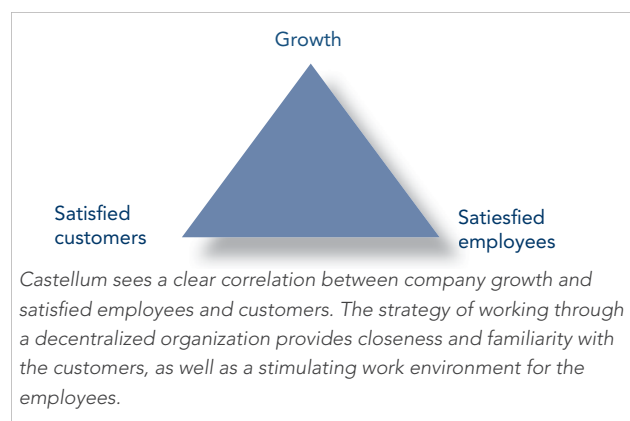 Growth
Satisfied
customers
Satiesfied
employees
Castellum sees a clear correlation between company growth and
satisfied employees and customers. The strategy of working through
a decentralized organization provides closeness and familiarity with
the customers, as well as a stimulating work environment for the
employees.